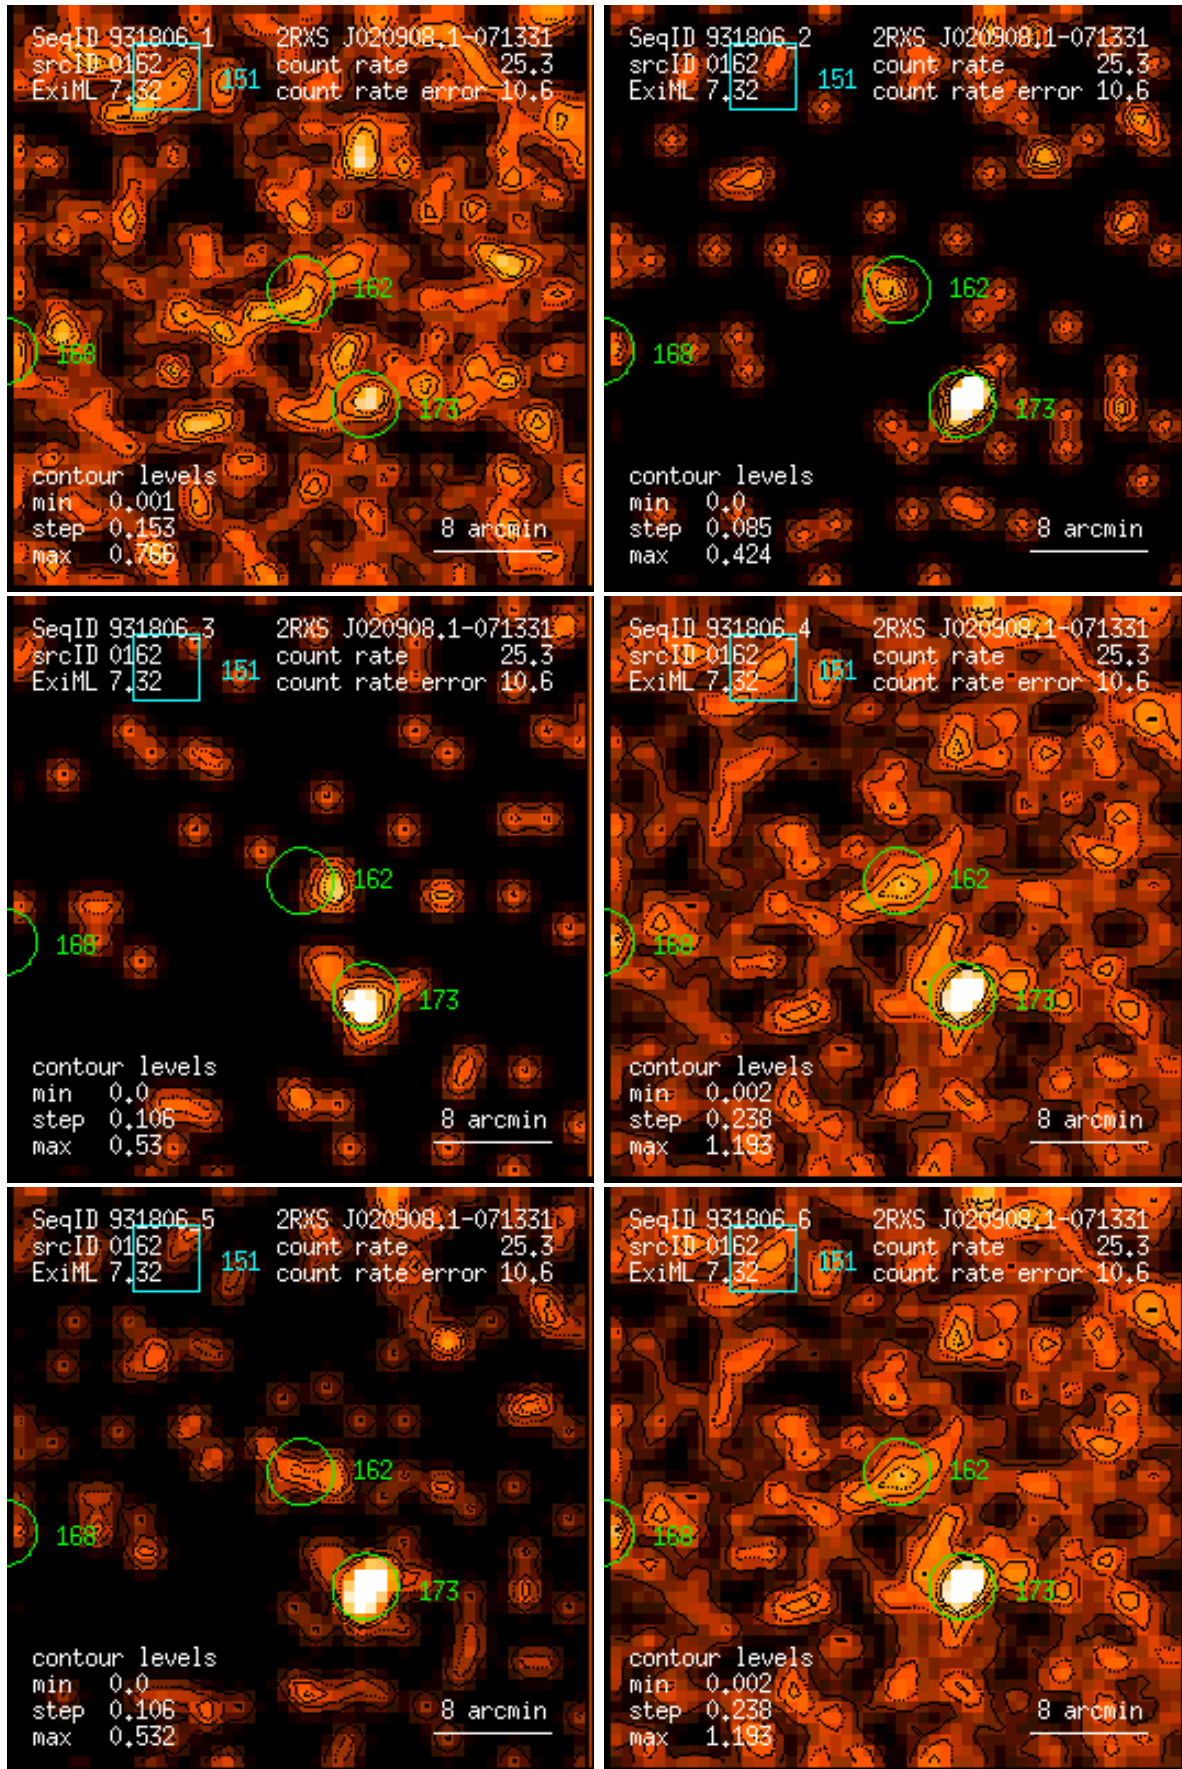 SeqID 931806_1 2RXS J020908.1-071331
srcID 0162 151 count rate 25.3
ExiML 7.32 count rate error 10.6
162
168
173
contour levels
min 0.001
step 0.153 8 arcmin
max 0.766
SeqID 931806_2 2RXS J020908.1-071331
srcID 0162 151 count rate 25.3
ExiML 7.32 count rate error 10.6
162
168
173
contour levels
min 0.0
step 0.085 8 arcmin
max 0.424
SeqID 931806_3 2RXS J020908.1-071331
srcID 0162 151 count rate 25.3
ExiML 7.32 count rate error 10.6
162
168
173
contour levels
min 0.0
step 0.106 8 arcmin
max 0.53
SeqID 931806_4 2RXS J020908.1-071331
srcID 0162 151 count rate 25.3
ExiML 7.32 count rate error 10.6
162
168
173
contour levels
min 0.002
step 0.238 8 arcmin
max 1.193
SeqID 931806_5 2RXS J020908.1-071331
srcID 0162 151 count rate 25.3
ExiML 7.32 count rate error 10.6
162
168
173
contour levels
min 0.0
step 0.106 8 arcmin
max 0.532
SeqID 931806_6 2RXS J020908.1-071331
srcID 0162 151 count rate 25.3
ExiML 7.32 count rate error 10.6
162
168
173
contour levels
min 0.002
step 0.238 8 arcmin
max 1.193